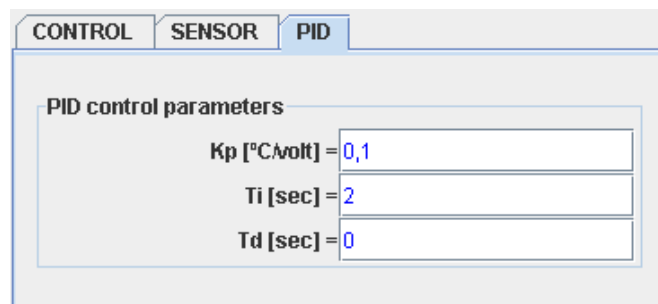 CONTROL SENSOR PID
PID control parameters
Kp [ºC/volt] = 0,1
Ti [sec] = 2
Td [sec] = 0